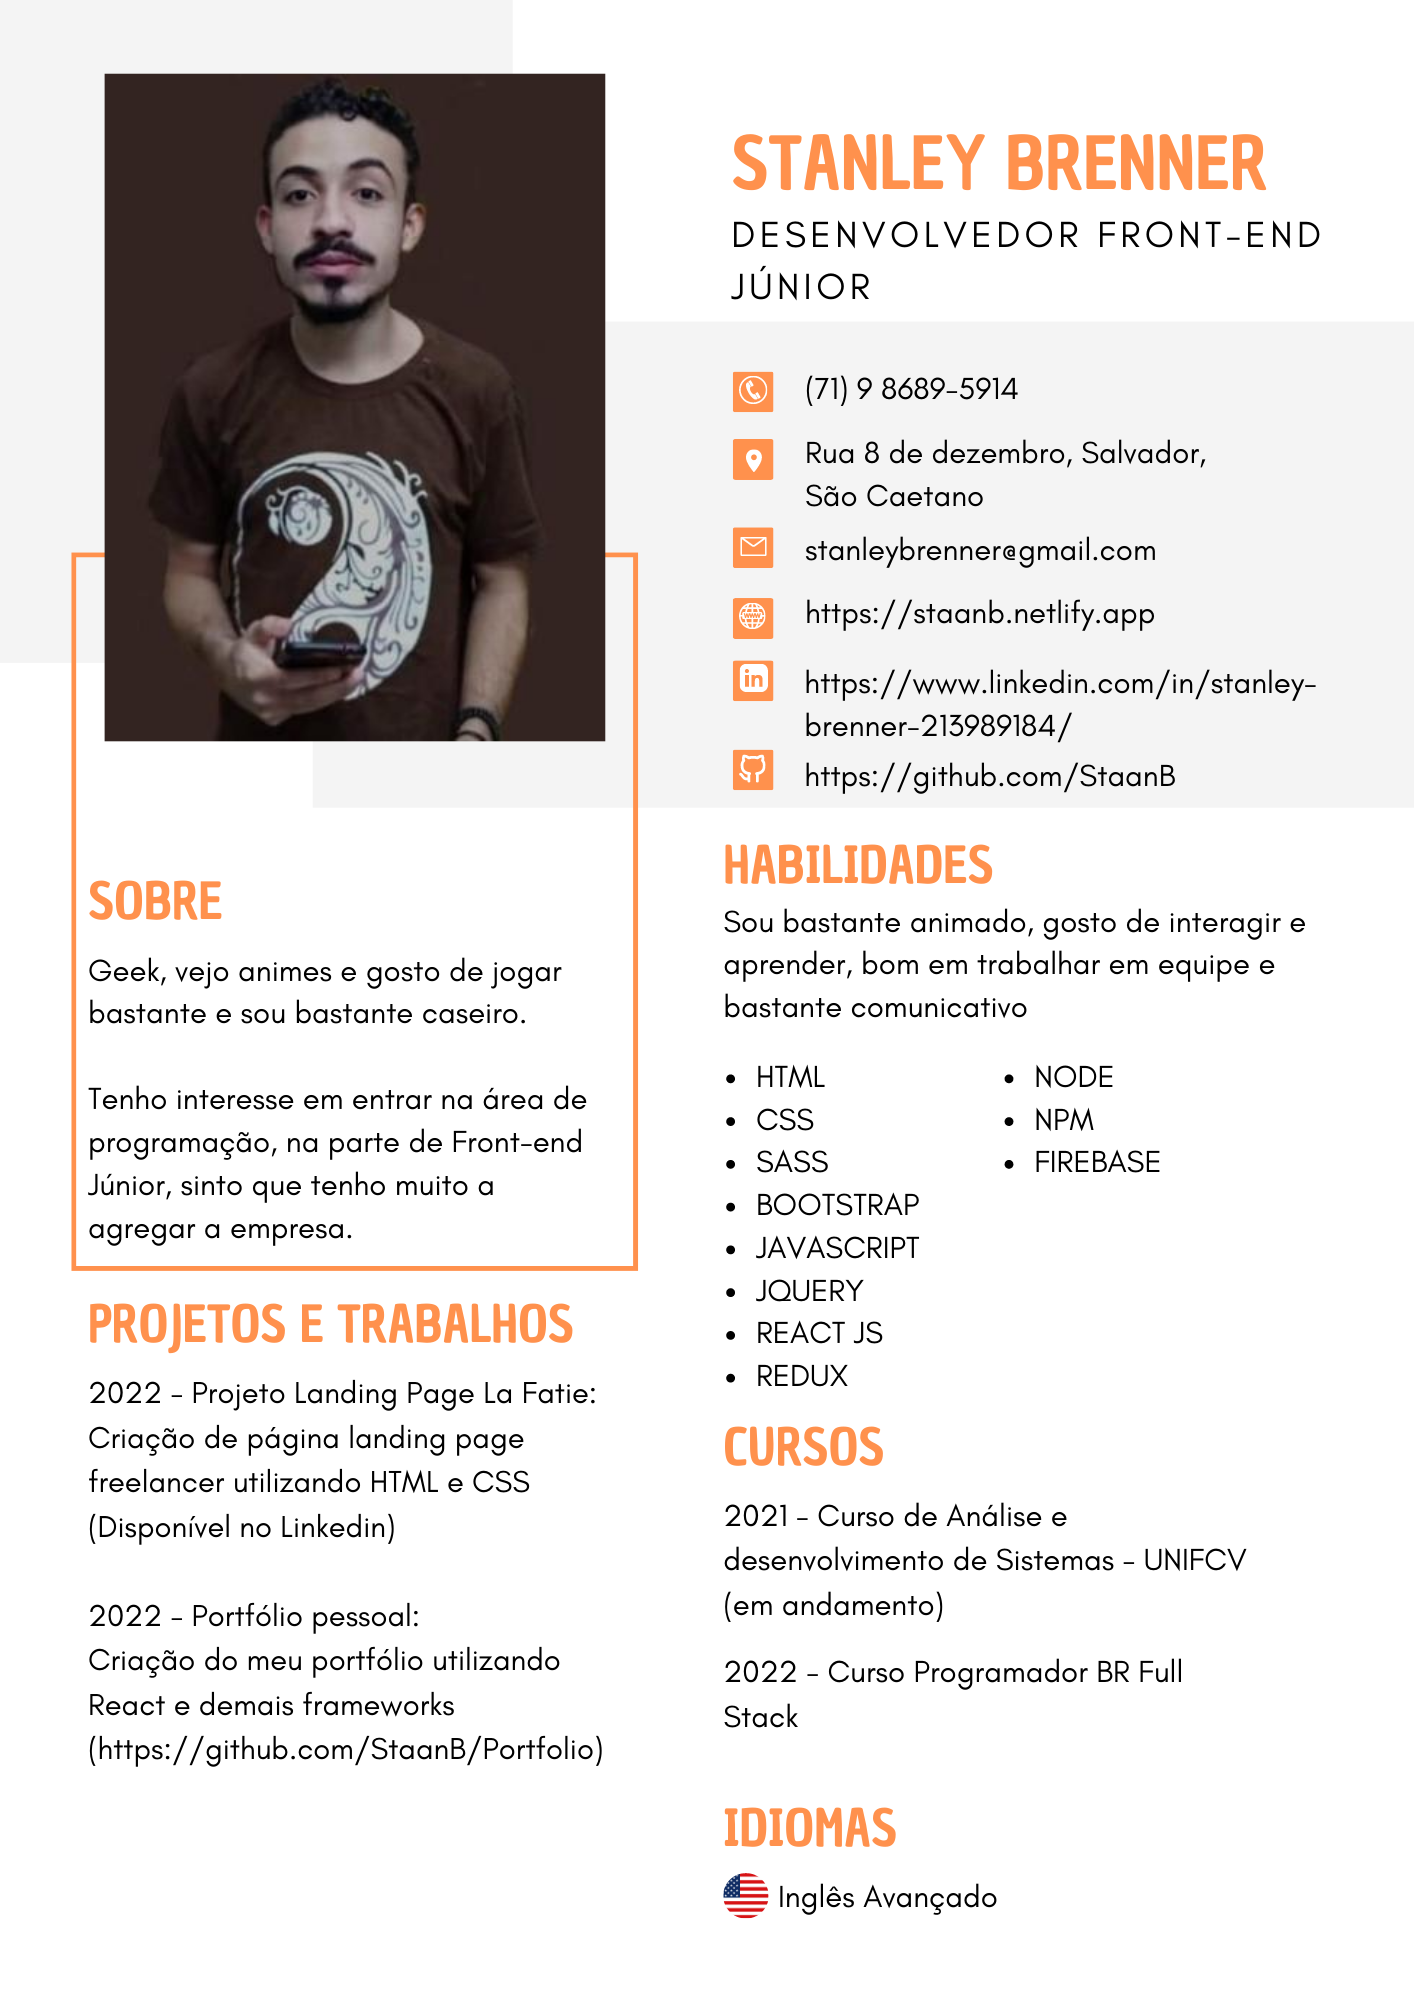 STANLEY BRENNER
DESENVOLVEDOR FRONT-END
JÚNIOR
(71) 9 8689-5914
Rua 8 de dezembro, Salvador,
São Caetano
stanleybrenner@gmail.com
https://staanb.netlify.app
https://www.linkedin.com/in/stanley-
brenner-213989184/
https://github.com/StaanB
SOBRE
Geek, vejo animes e gosto de jogar
bastante e sou bastante caseiro.
Tenho interesse em entrar na área de
programação, na parte de Front-end
Júnior, sinto que tenho muito a
agregar a empresa.
PROJETOS E TRABALHOS
2022 - Projeto Landing Page La Fatie:
Criação de página landing page
freelancer utilizando HTML e CSS
(Disponível no Linkedin)
2022 - Portfólio pessoal:
Criação do meu portfólio utilizando
React e demais frameworks
(https://github.com/StaanB/Portfolio)
HABILIDADES
Sou bastante animado, gosto de interagir e
aprender, bom em trabalhar em equipe e
bastante comunicativo
HTML
CSS
SASS
BOOTSTRAP
JAVASCRIPT
JQUERY
REACT JS
REDUX
NODE
NPM
FIREBASE
CURSOS
2021 - Curso de Análise e
desenvolvimento de Sistemas - UNIFCV
(em andamento)
2022 - Curso Programador BR Full
Stack
IDIOMAS
Inglês Avançado